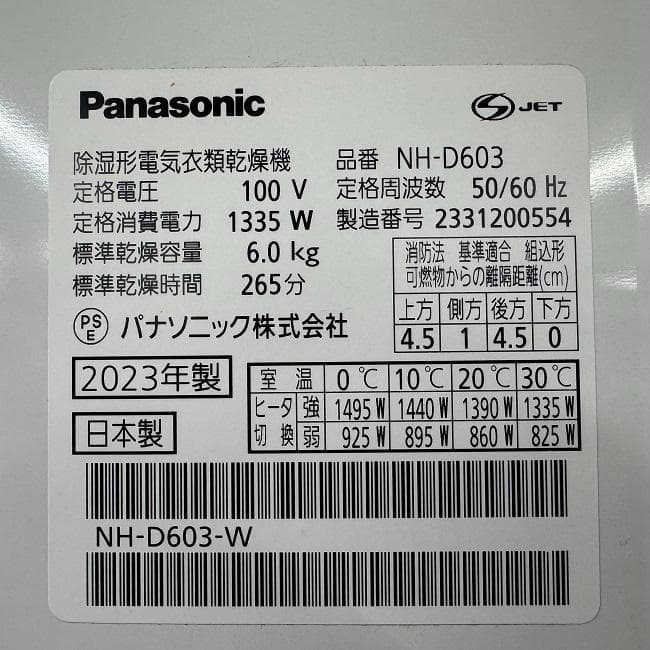 Panasonic
S JET
除湿形電気衣類乾燥機 品番 NH-D603
定格電圧 100 V 定格周波数 50/60 Hz
定格消費電力 1335 W 製造番号 2331200554
標準乾燥容量 6.0 kg
標準乾燥時間 265分
消防法 基準適合 組込形
可燃物からの離隔距離(cm)
上方 側方 後方 下方
4.5 1 4.5 0
PSE パナソニック株式会社
2023年製
日本製
室温 0℃ 10℃ 20℃ 30℃
ヒータ 強 1495 W 1440 W 1390 W 1335 W
切換 弱 925 W 895 W 860 W 825 W
NH-D603-W